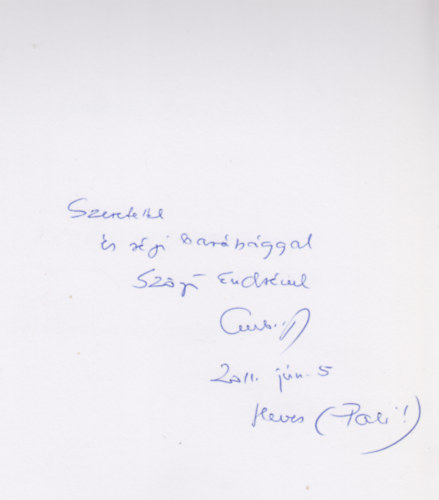 Szeretettel
és régi barátsággal
Szögi Endrének
2011. jún. 5
Heves (Pali!)